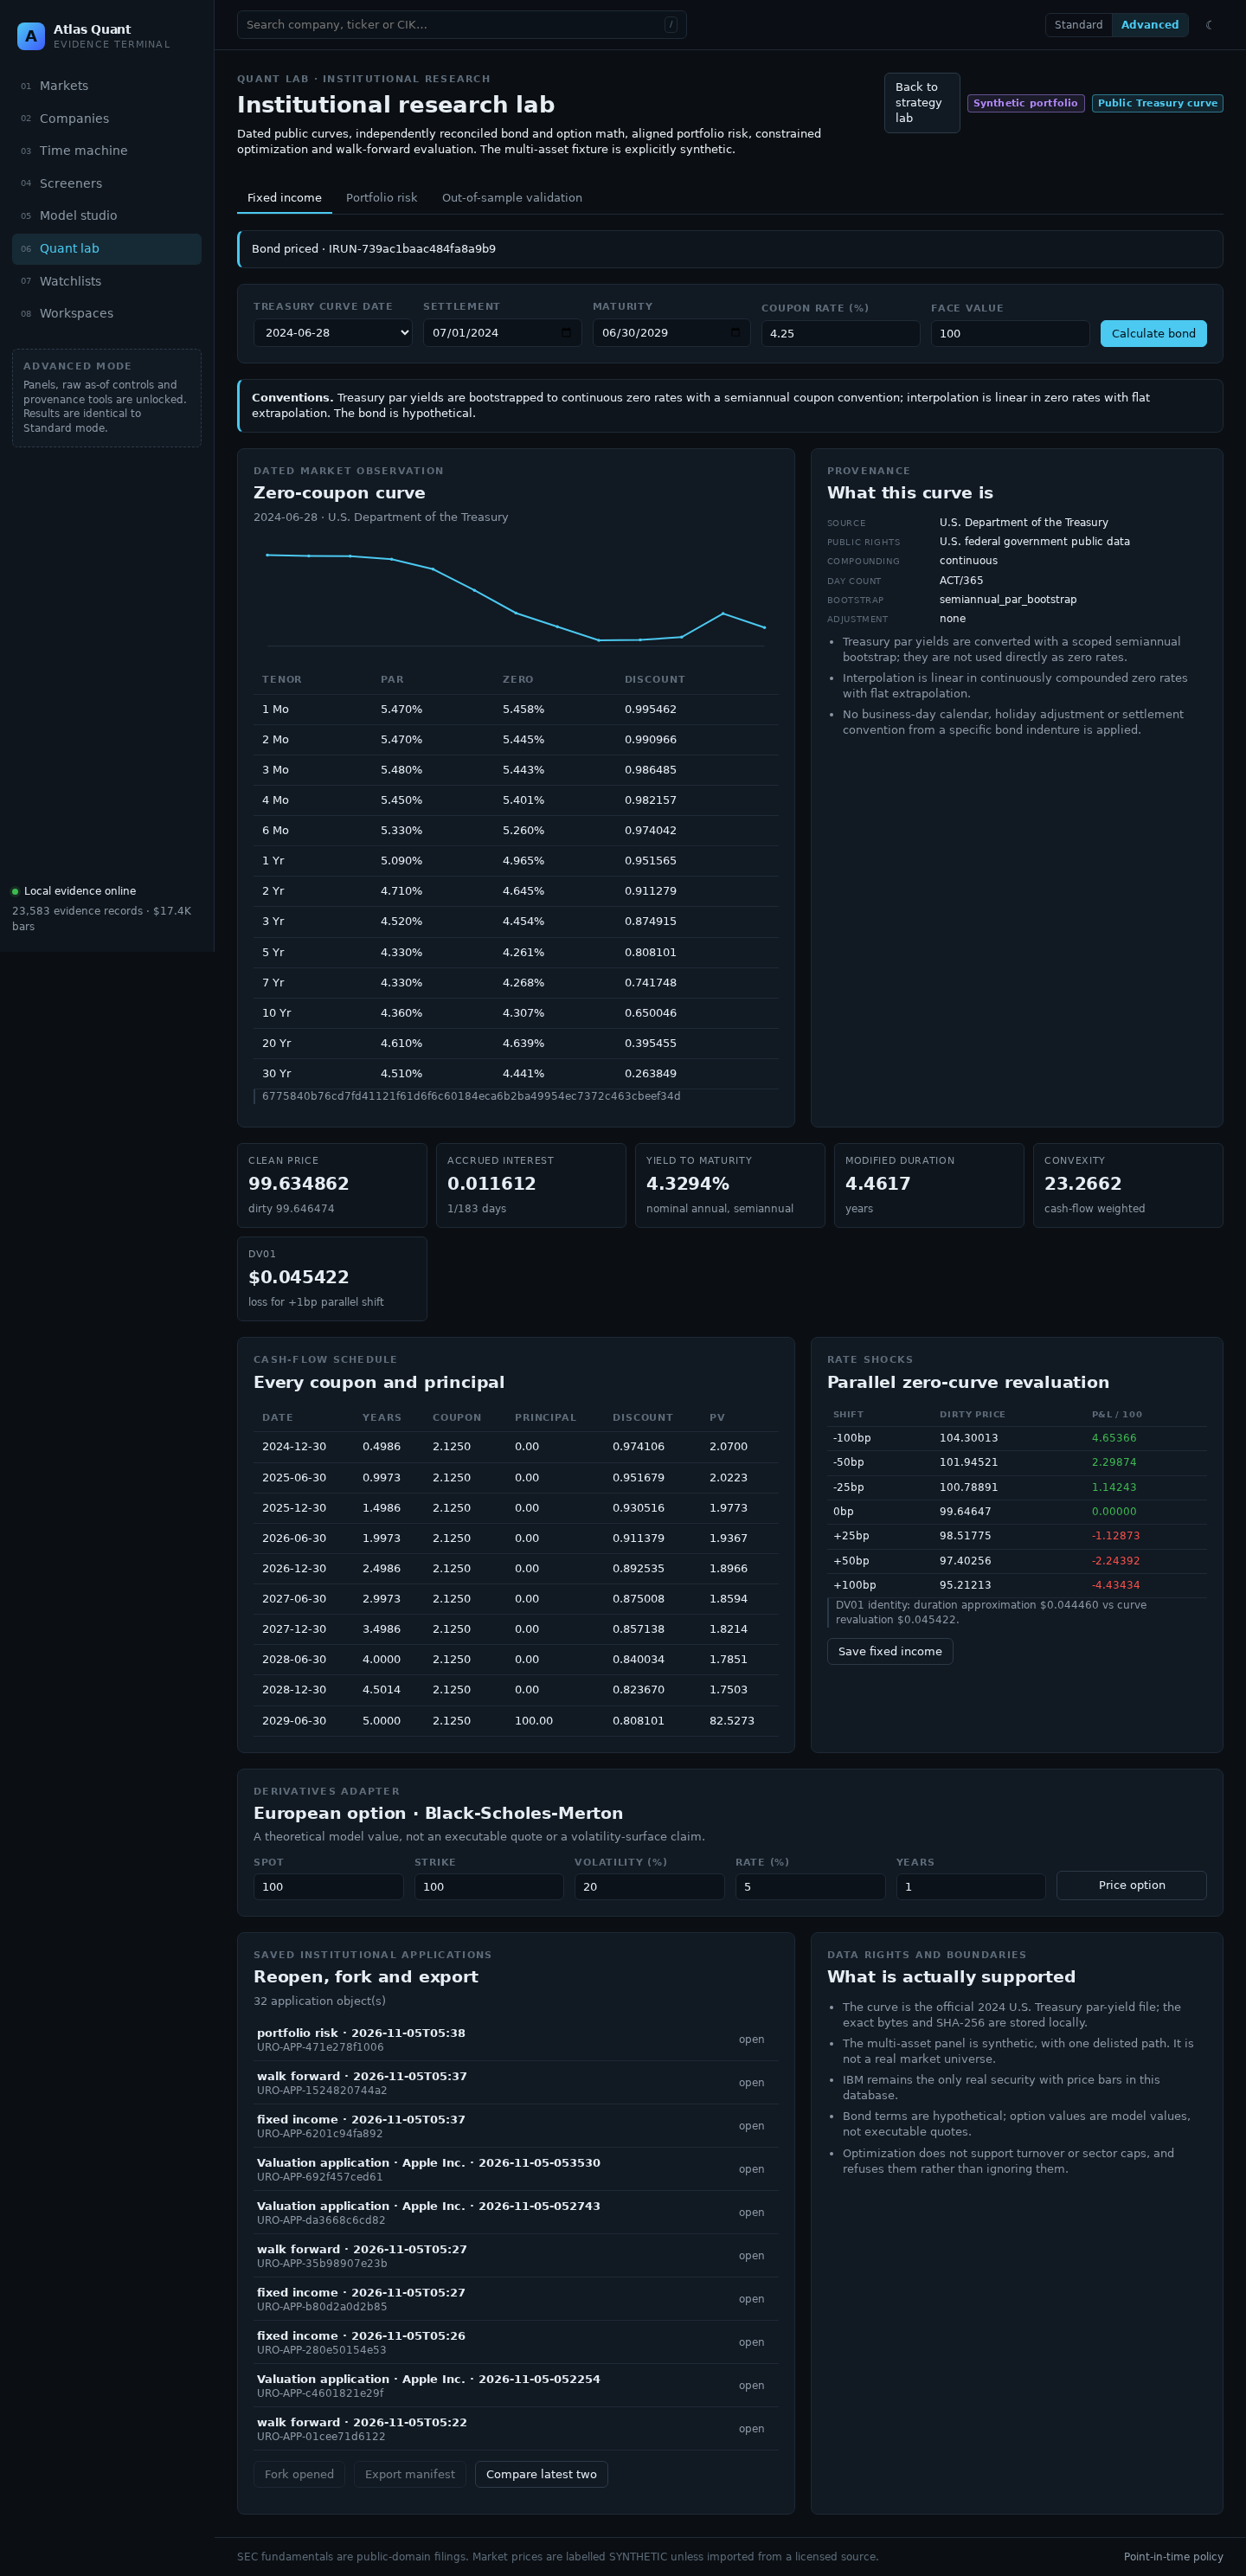 A
Atlas Quant
EVIDENCE TERMINAL
01 Markets
02 Companies
03 Time machine
04 Screeners
05 Model studio
06 Quant lab
07 Watchlists
08 Workspaces
ADVANCED MODE
Panels, raw as-of controls and
provenance tools are unlocked.
Results are identical to
Standard mode.
Local evidence online
23,583 evidence records · $17.4K
bars
Search company, ticker or CIK...
/
Standard Advanced
QUANT LAB · INSTITUTIONAL RESEARCH
Institutional research lab
Dated public curves, independently reconciled bond and option math, aligned portfolio risk, constrained
optimization and walk-forward evaluation. The multi-asset fixture is explicitly synthetic.
Back to
strategy
lab
Synthetic portfolio
Public Treasury curve
Fixed income Portfolio risk Out-of-sample validation
Bond priced · IRUN-739ac1baac484fa8a9b9
TREASURY CURVE DATE SETTLEMENT MATURITY COUPON RATE (%) FACE VALUE
2024-06-28 07/01/2024 06/30/2029 4.25 100 Calculate bond
Conventions. Treasury par yields are bootstrapped to continuous zero rates with a semiannual coupon convention; interpolation is linear in zero rates with flat
extrapolation. The bond is hypothetical.
DATED MARKET OBSERVATION
Zero-coupon curve
2024-06-28 · U.S. Department of the Treasury
TENOR PAR ZERO DISCOUNT
1 Mo 5.470% 5.458% 0.995462
2 Mo 5.470% 5.445% 0.990966
3 Mo 5.480% 5.443% 0.986485
4 Mo 5.450% 5.401% 0.982157
6 Mo 5.330% 5.260% 0.974042
1 Yr 5.090% 4.965% 0.951565
2 Yr 4.710% 4.645% 0.911279
3 Yr 4.520% 4.454% 0.874915
5 Yr 4.330% 4.261% 0.808101
7 Yr 4.330% 4.268% 0.741748
10 Yr 4.360% 4.307% 0.650046
20 Yr 4.610% 4.639% 0.395455
30 Yr 4.510% 4.441% 0.263849
6775840b76cd7fd41121f61d6f6c60184eca6b2ba49954ec7372c463cbeef34d
PROVENANCE
What this curve is
SOURCE U.S. Department of the Treasury
PUBLIC RIGHTS U.S. federal government public data
COMPOUNDING continuous
DAY COUNT ACT/365
BOOTSTRAP semiannual_par_bootstrap
ADJUSTMENT none
• Treasury par yields are converted with a scoped semiannual
bootstrap; they are not used directly as zero rates.
• Interpolation is linear in continuously compounded zero rates
with flat extrapolation.
• No business-day calendar, holiday adjustment or settlement
convention from a specific bond indenture is applied.
CLEAN PRICE
99.634862
dirty 99.646474
ACCRUED INTEREST
0.011612
1/183 days
YIELD TO MATURITY
4.3294%
nominal annual, semiannual
MODIFIED DURATION
4.4617
years
CONVEXITY
23.2662
cash-flow weighted
DV01
$0.045422
loss for +1bp parallel shift
CASH-FLOW SCHEDULE
Every coupon and principal
DATE YEARS COUPON PRINCIPAL DISCOUNT PV
2024-12-30 0.4986 2.1250 0.00 0.974106 2.0700
2025-06-30 0.9973 2.1250 0.00 0.951679 2.0223
2025-12-30 1.4986 2.1250 0.00 0.930516 1.9773
2026-06-30 1.9973 2.1250 0.00 0.911379 1.9367
2026-12-30 2.4986 2.1250 0.00 0.892535 1.8966
2027-06-30 2.9973 2.1250 0.00 0.875008 1.8594
2027-12-30 3.4986 2.1250 0.00 0.857138 1.8214
2028-06-30 4.0000 2.1250 0.00 0.840034 1.7851
2028-12-30 4.5014 2.1250 0.00 0.823670 1.7503
2029-06-30 5.0000 2.1250 100.00 0.808101 82.5273
RATE SHOCKS
Parallel zero-curve revaluation
SHIFT DIRTY PRICE P&L / 100
-100bp 104.30013 4.65366
-50bp 101.94521 2.29874
-25bp 100.78891 1.14243
0bp 99.64647 0.00000
+25bp 98.51775 -1.12873
+50bp 97.40256 -2.24392
+100bp 95.21213 -4.43434
DV01 identity: duration approximation $0.044460 vs curve
revaluation $0.045422.
Save fixed income
DERIVATIVES ADAPTER
European option · Black-Scholes-Merton
A theoretical model value, not an executable quote or a volatility-surface claim.
SPOT STRIKE VOLATILITY (%) RATE (%) YEARS
100 100 20 5 1 Price option
SAVED INSTITUTIONAL APPLICATIONS
Reopen, fork and export
32 application object(s)
portfolio risk · 2026-11-05T05:38
URO-APP-471e278f1006
open
walk forward · 2026-11-05T05:37
URO-APP-1524820744a2
open
fixed income · 2026-11-05T05:37
URO-APP-6201c94fa892
open
Valuation application · Apple Inc. · 2026-11-05-053530
URO-APP-692f457ced61
open
Valuation application · Apple Inc. · 2026-11-05-052743
URO-APP-da3668c6cd82
open
walk forward · 2026-11-05T05:27
URO-APP-35b98907e23b
open
fixed income · 2026-11-05T05:27
URO-APP-b80d2a0d2b85
open
fixed income · 2026-11-05T05:26
URO-APP-280e50154e53
open
Valuation application · Apple Inc. · 2026-11-05-052254
URO-APP-c4601821e29f
open
walk forward · 2026-11-05T05:22
URO-APP-01cee71d6122
open
Fork opened Export manifest Compare latest two
DATA RIGHTS AND BOUNDARIES
What is actually supported
• The curve is the official 2024 U.S. Treasury par-yield file; the
exact bytes and SHA-256 are stored locally.
• The multi-asset panel is synthetic, with one delisted path. It is
not a real market universe.
• IBM remains the only real security with price bars in this
database.
• Bond terms are hypothetical; option values are model values,
not executable quotes.
• Optimization does not support turnover or sector caps, and
refuses them rather than ignoring them.
SEC fundamentals are public-domain filings. Market prices are labelled SYNTHETIC unless imported from a licensed source.
Point-in-time policy